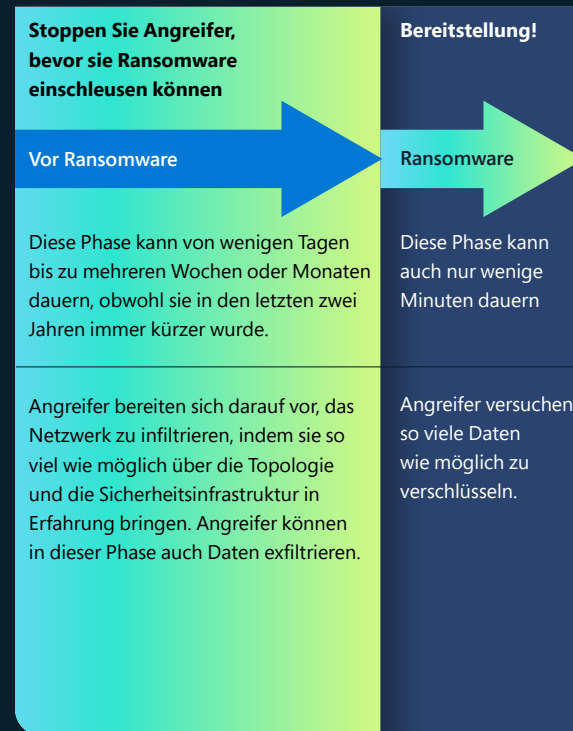 Stoppen Sie Angreifer,
bevor sie Ransomware
einschleusen können
Vor Ransomware
Diese Phase kann von wenigen Tagen
bis zu mehreren Wochen oder Monaten
dauern, obwohl sie in den letzten zwei
Jahren immer kürzer wurde.
Angreifer bereiten sich darauf vor, das
Netzwerk zu infiltrieren, indem sie so
viel wie möglich über die Topologie
und die Sicherheitsinfrastruktur in
Erfahrung bringen. Angreifer können
in dieser Phase auch Daten exfiltrieren.
Bereitstellung!
Ransomware
Diese Phase kann
auch nur wenige
Minuten dauern
Angreifer versuchen
so viele Daten
wie möglich zu
verschlüseln.